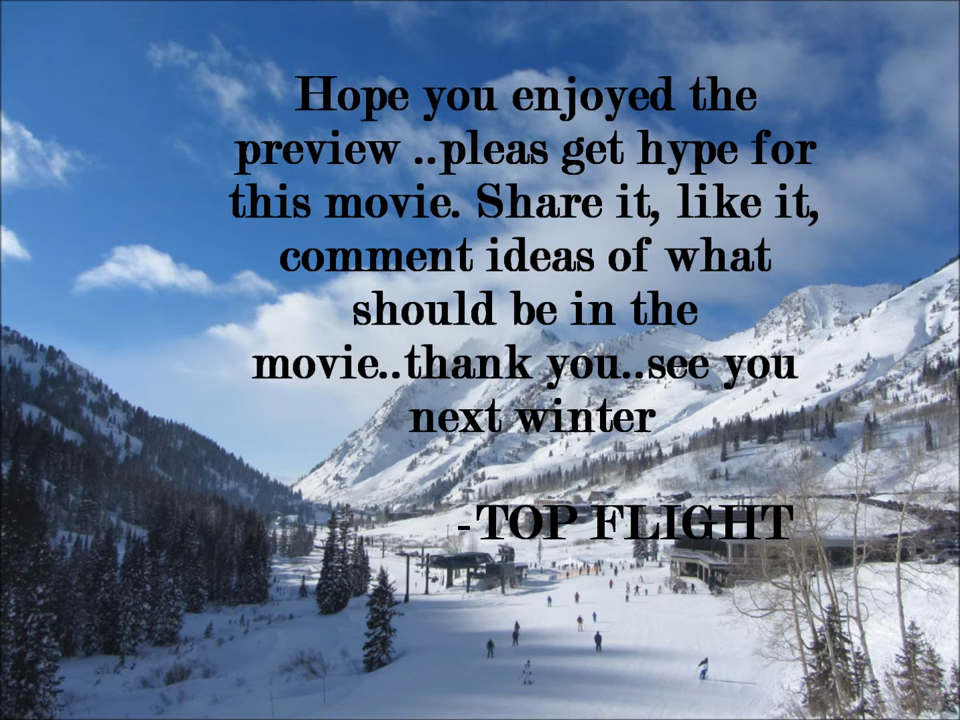 Hope you enjoyed the
preview ..pleas get hype for
this movie. Share it, like it,
comment ideas of what
should be in the
movie..thank you..see you
next winter
-TOP FLIGHT